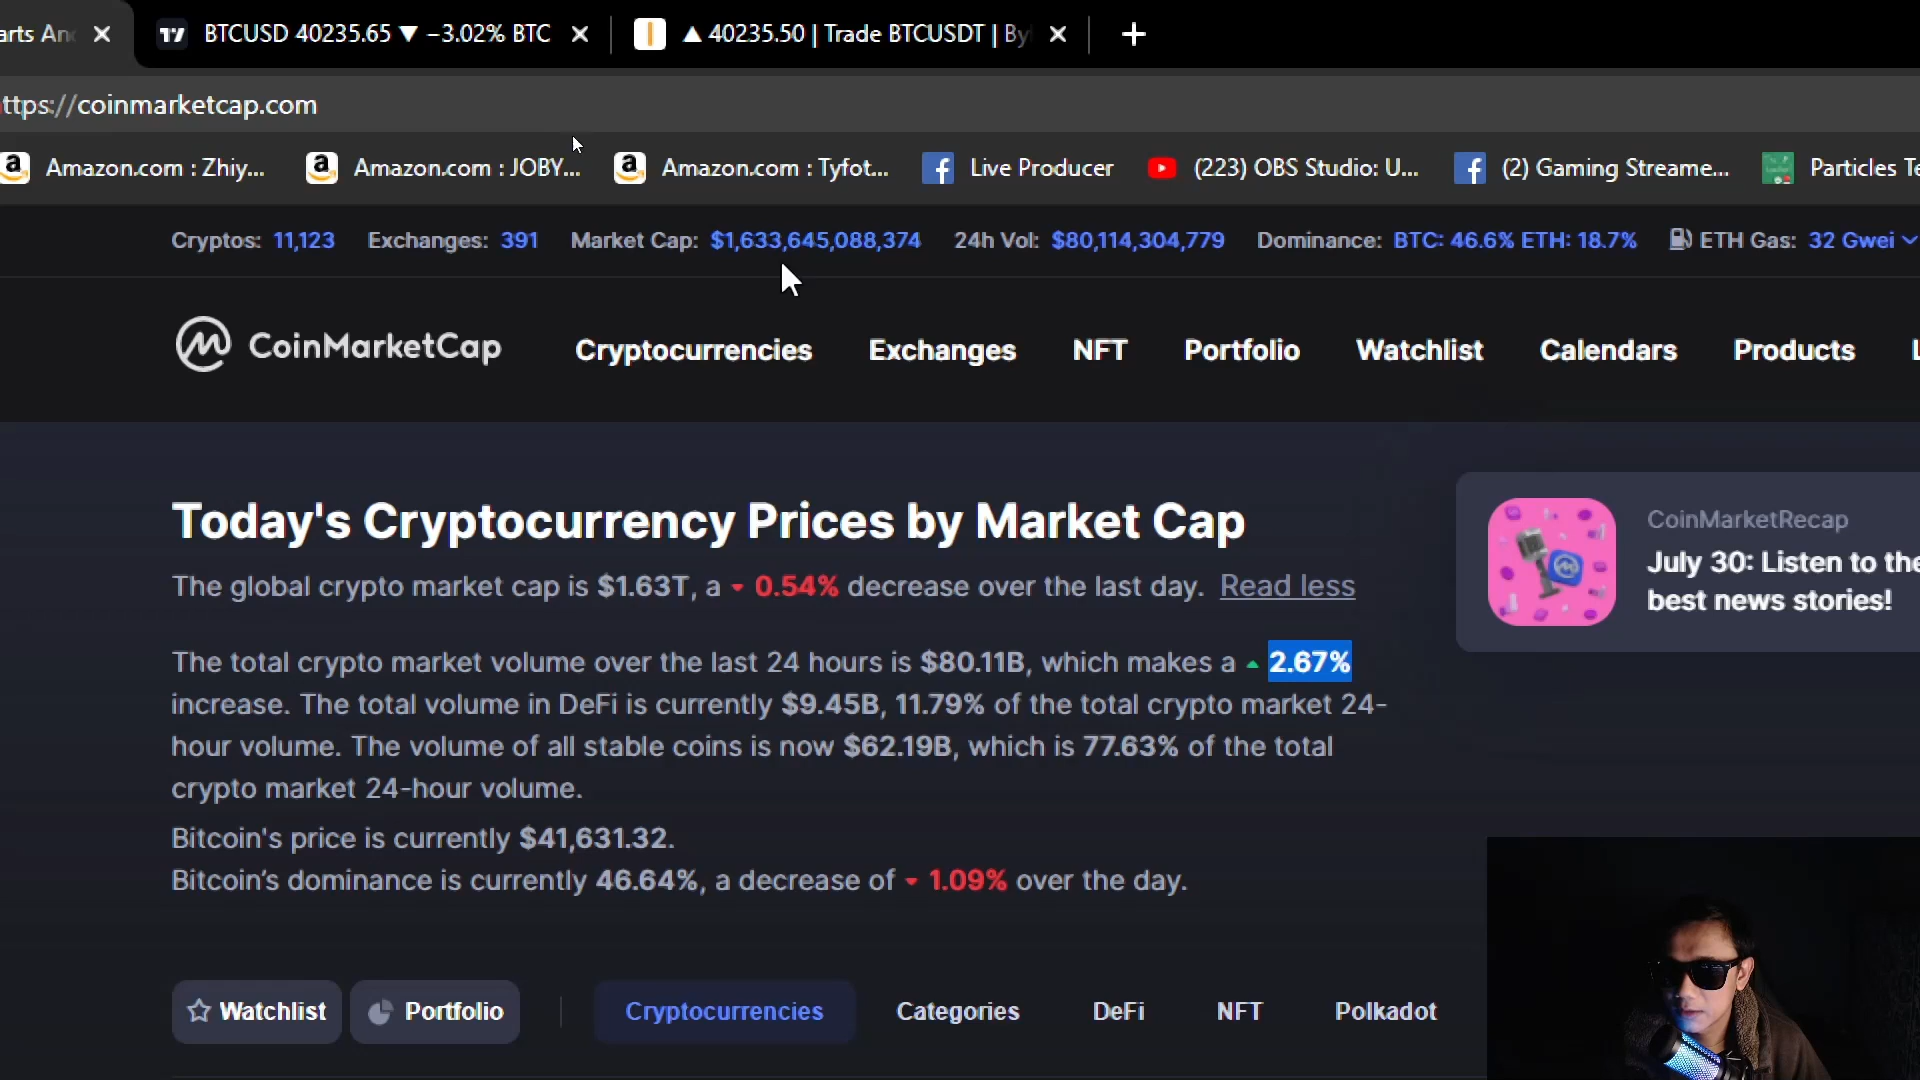 arts An
BTCUSD 40235.65 ▼ −3.02% BTC
▲ 40235.50 | Trade BTCUSDT | By
ttps://coinmarketcap.com
Amazon.com : Zhiy...
Amazon.com : JOBY...
Amazon.com : Tyfot...
Live Producer
(223) OBS Studio: U...
(2) Gaming Streame...
Particles Te
Cryptos: 11,123 Exchanges: 391 Market Cap: $1,633,645,088,374 24h Vol: $80,114,304,779 Dominance: BTC: 46.6% ETH: 18.7% ETH Gas: 32 Gwei
CoinMarketCap
Cryptocurrencies Exchanges NFT Portfolio Watchlist Calendars Products L
Today's Cryptocurrency Prices by Market Cap
The global crypto market cap is $1.63T, a ▾ 0.54% decrease over the last day. Read less
The total crypto market volume over the last 24 hours is $80.11B, which makes a ▴ 2.67%
increase. The total volume in DeFi is currently $9.45B, 11.79% of the total crypto market 24-
hour volume. The volume of all stable coins is now $62.19B, which is 77.63% of the total
crypto market 24-hour volume.
Bitcoin's price is currently $41,631.32.
Bitcoin’s dominance is currently 46.64%, a decrease of ▾ 1.09% over the day.
CoinMarketRecap
July 30: Listen to the
best news stories!
Watchlist Portfolio Cryptocurrencies Categories DeFi NFT Polkadot